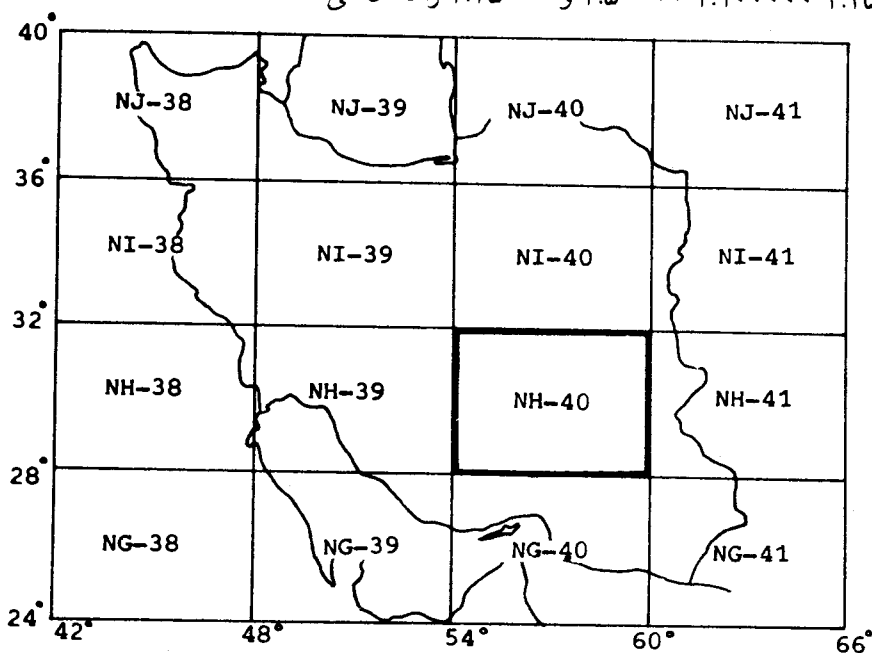 40°
NJ-38 NJ-39 NJ-40 NJ-41
36°
NI-38 NI-39 NI-40 NI-41
32°
NH-38 NH-39 NH-40 NH-41
28°
NG-38 NG-39 NG-40 NG-41
24°
42° 48° 54° 60° 66°